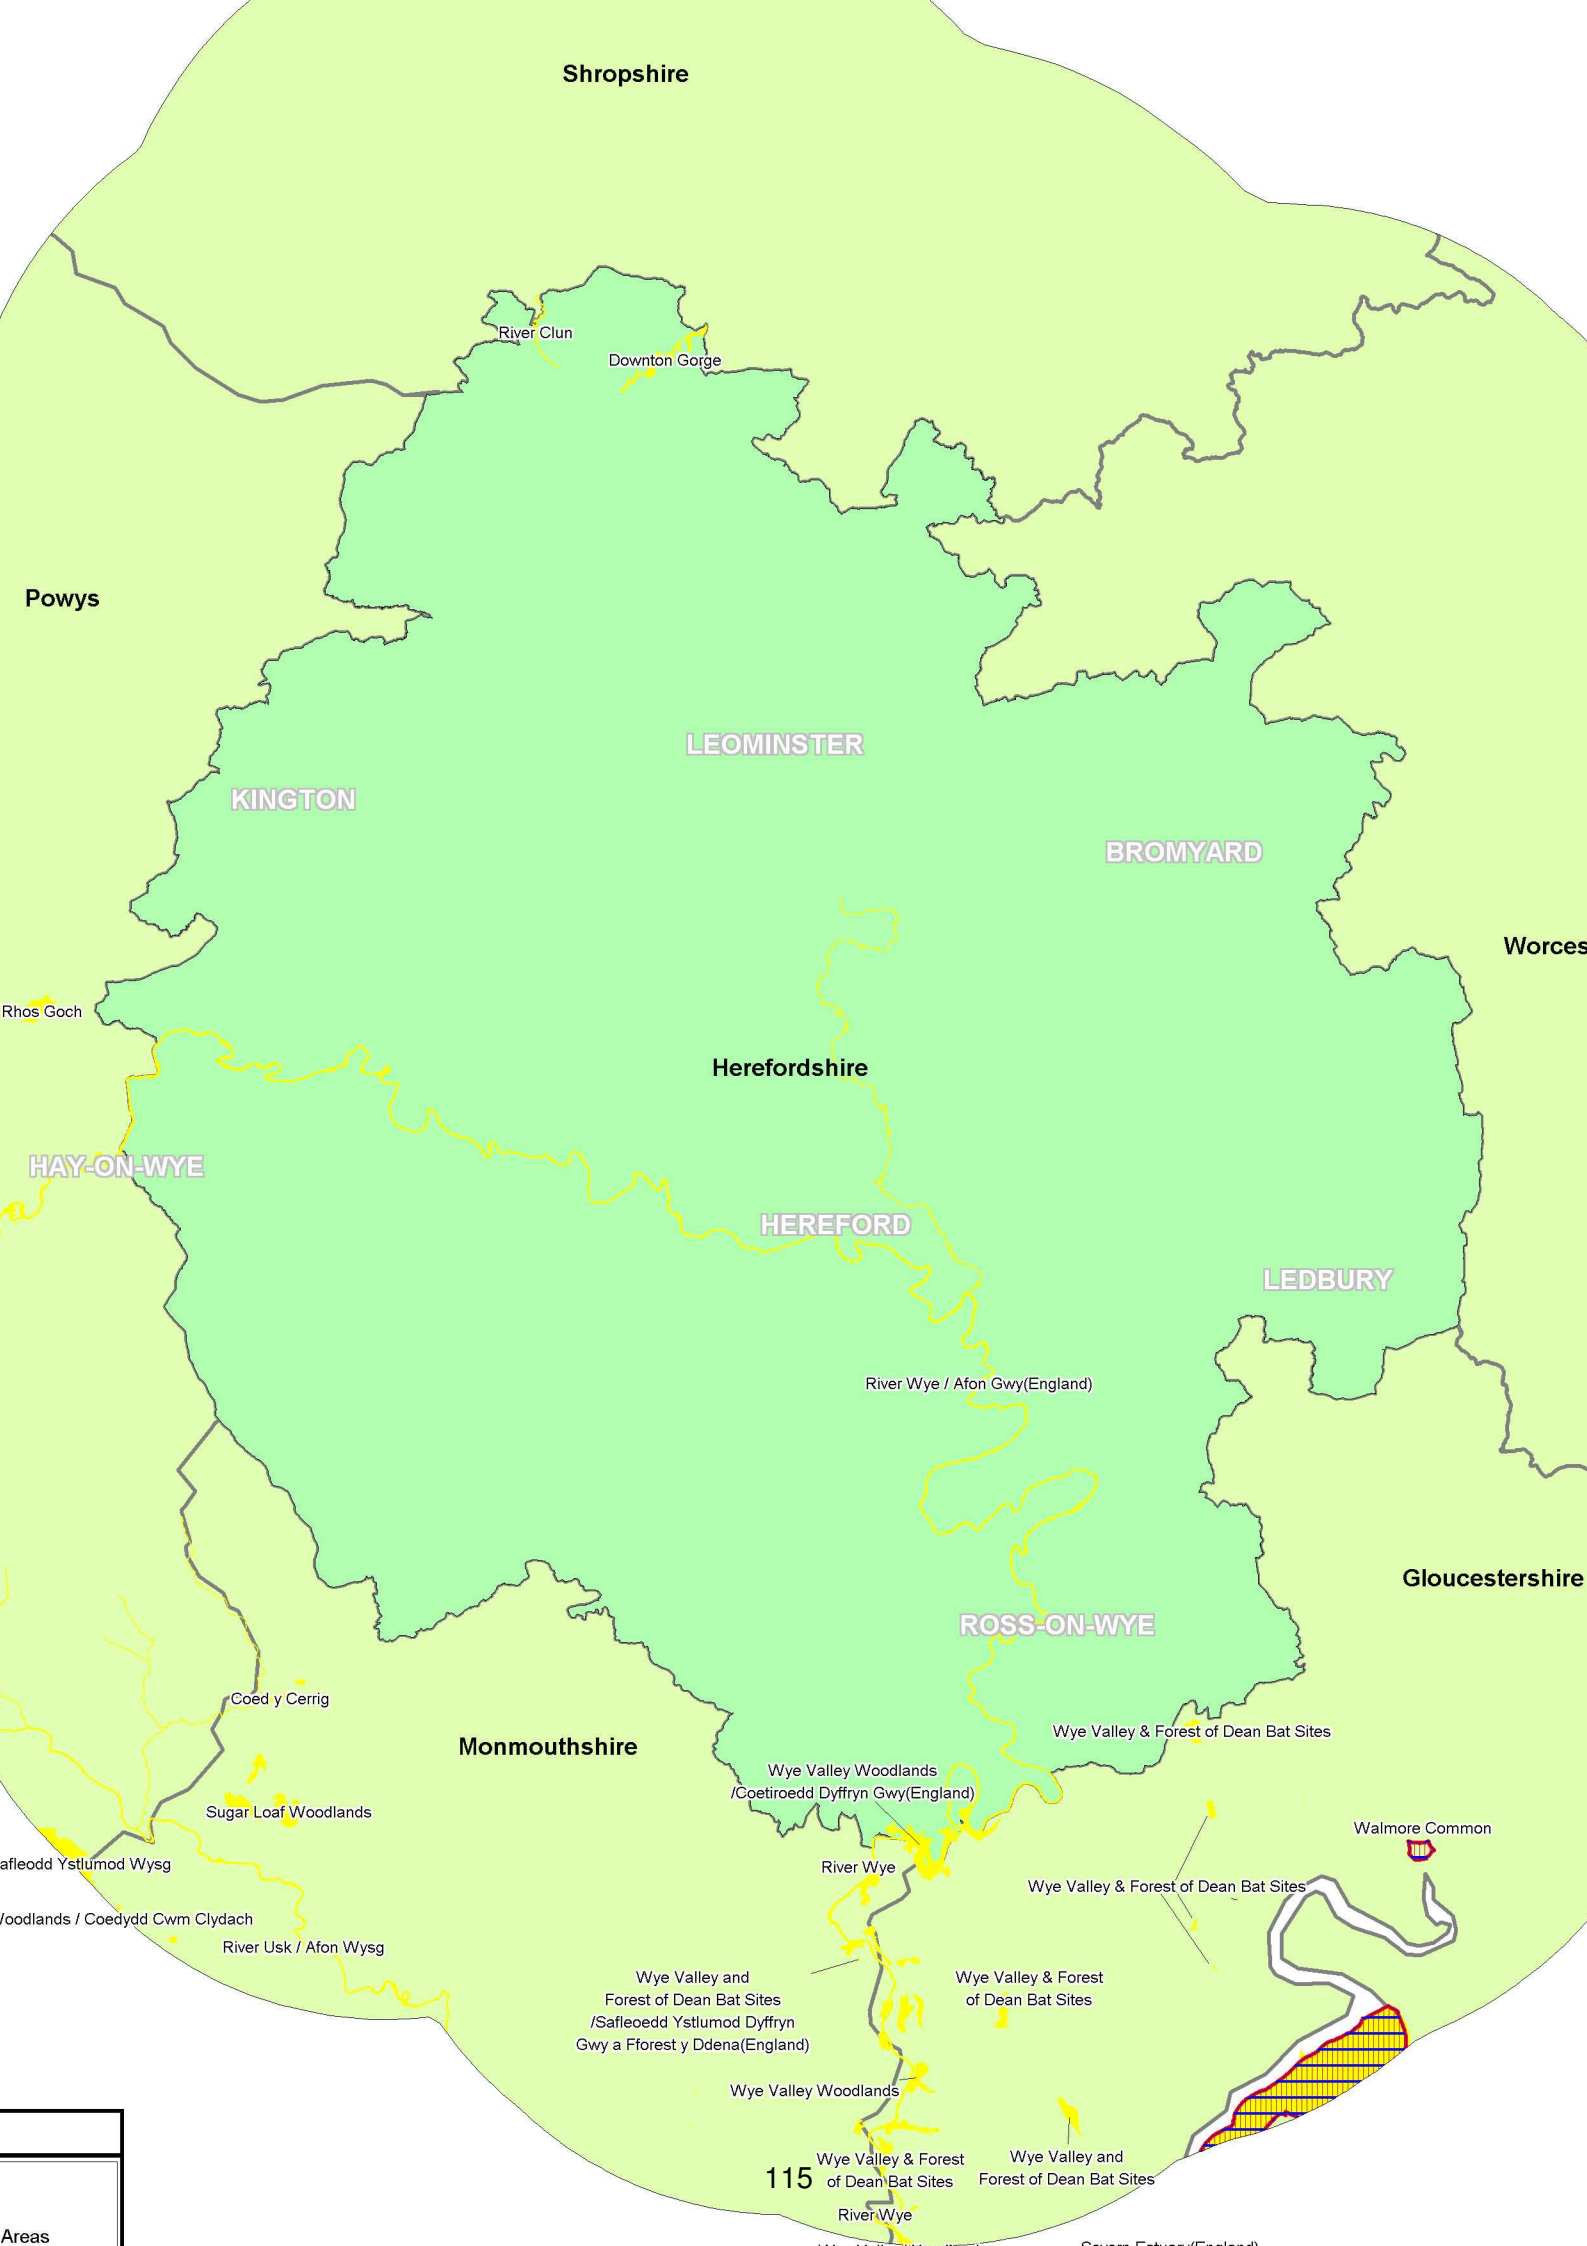 Shropshire
River Clun
Downton Gorge
Powys
LEOMINSTER
KINGTON
BROMYARD
Worces
Rhos Goch
Herefordshire
HAY-ON-WYE
HEREFORD
LEDBURY
River Wye / Afon Gwy(England)
Gloucestershire
ROSS-ON-WYE
Coed y Cerrig
Monmouthshire
Wye Valley & Forest of Dean Bat Sites
Wye Valley Woodlands
/Coetiroedd Dyffryn Gwy(England)
Sugar Loaf Woodlands
Walmore Common
afleodd Ystlumod Wysg
River Wye
Wye Valley & Forest of Dean Bat Sites
oodlands / Coedydd Cwm Clydach
River Usk / Afon Wysg
Wye Valley and
Forest of Dean Bat Sites
/Safleoedd Ystlumod Dyffryn
Gwy a Fforest y Ddena(England)
Wye Valley & Forest
of Dean Bat Sites
Wye Valley Woodlands
Wye Valley & Forest
of Dean Bat Sites
Wye Valley and
Forest of Dean Bat Sites
115
River Wye
Areas